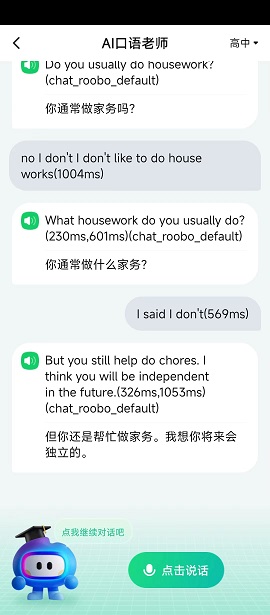 AI口语老师
高中
Do you usually do housework?
(chat_roobo_default)
你通常做家务吗?
no I don't I don't like to do house
works(1004ms)
What housework do you usually do?
(230ms,601ms)(chat_roobo_default)
你通常做什么家务?
I said I don't(569ms)
But you still help do chores. I
think you will be independent
in the future.(326ms,1053ms)
(chat_roobo_default)
但你还是帮忙做家务。我想你将来会
独立的。
点我继续对话吧
点击说话